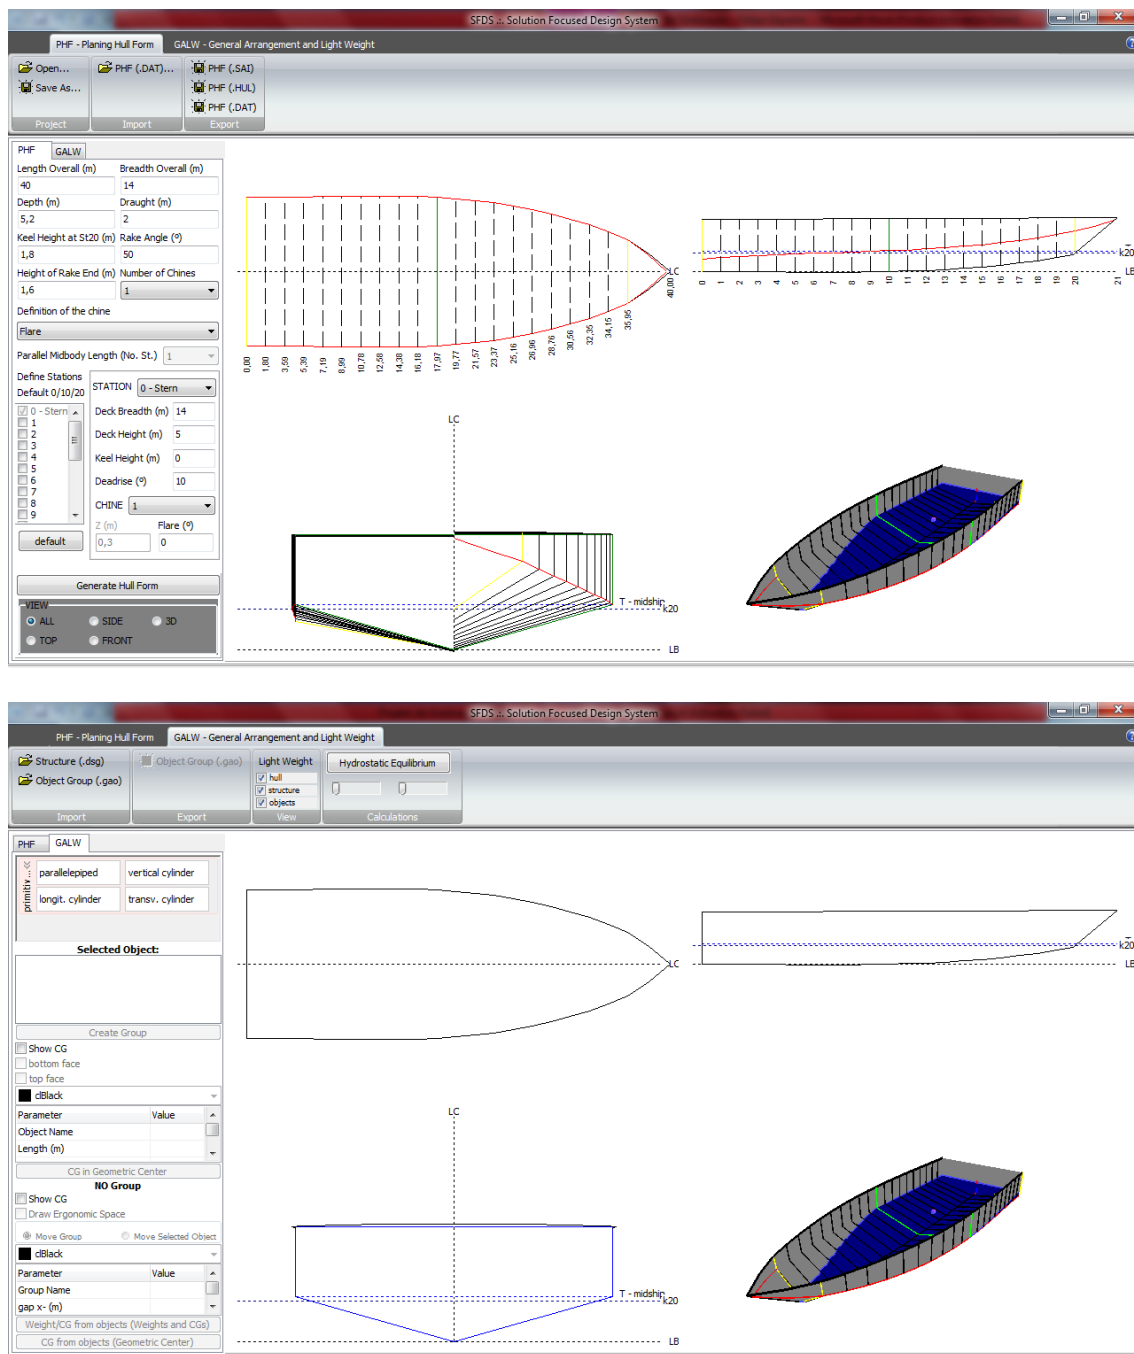 SFDS .:. Solution Focused Design System
PHF - Planing Hull Form GALW - General Arrangement and Light Weight
Open... PHF (.DAT)... PHF (.SAI)
Save As... PHF (.HUL)
PHF (.DAT)
Project Import Export
PHF GALW
Length Overall (m) Breadth Overall (m)
40 14
Depth (m) Draught (m)
5,2 2
Keel Height at St20 (m) Rake Angle (º)
1,8 50
Height of Rake End (m) Number of Chines
1,6 1
Definition of the chine
Flare
Parallel Midbody Length (No. St.) 1
Define Stations
Default 0/10/20
STATION 0 - Stern
0 - Stern
1
2
3
4
5
6
7
8
9
Deck Breadth (m) 14
Deck Height (m) 5
Keel Height (m) 0
Deadrise (º) 10
CHINE 1
Z (m) Flare (º)
0,3 0
default
Generate Hull Form
VIEW
ALL SIDE 3D
TOP FRONT
LC
0,00 1,80 3,59 5,39 7,19 8,99 10,78 12,58 14,38 16,18 17,97 19,77 21,57 23,37 25,16 26,96 28,76 30,56 32,35 34,15 35,95 40,00
k20
LB
0 1 2 3 4 5 6 7 8 9 10 11 12 13 14 15 16 17 18 19 20 21
LC
T - midship
k20
LB
SFDS .:. Solution Focused Design System
PHF - Planing Hull Form GALW - General Arrangement and Light Weight
Structure (.dsg) Object Group (.gao) Light Weight Hydrostatic Equilibrium
Object Group (.gao) hull
structure
objects
Import Export View Calculations
PHF GALW
primitiv...
parallelepiped vertical cylinder
longit. cylinder transv. cylinder
Selected Object:
Create Group
Show CG
bottom face
top face
clBlack
Parameter Value
Object Name
Length (m)
CG in Geometric Center
NO Group
Show CG
Draw Ergonomic Space
Move Group Move Selected Object
clBlack
Parameter Value
Group Name
gap x- (m)
Weight/CG from objects (Weights and CGs)
CG from objects (Geometric Center)
LC
k20
LB
LC
T - midship
k20
LB